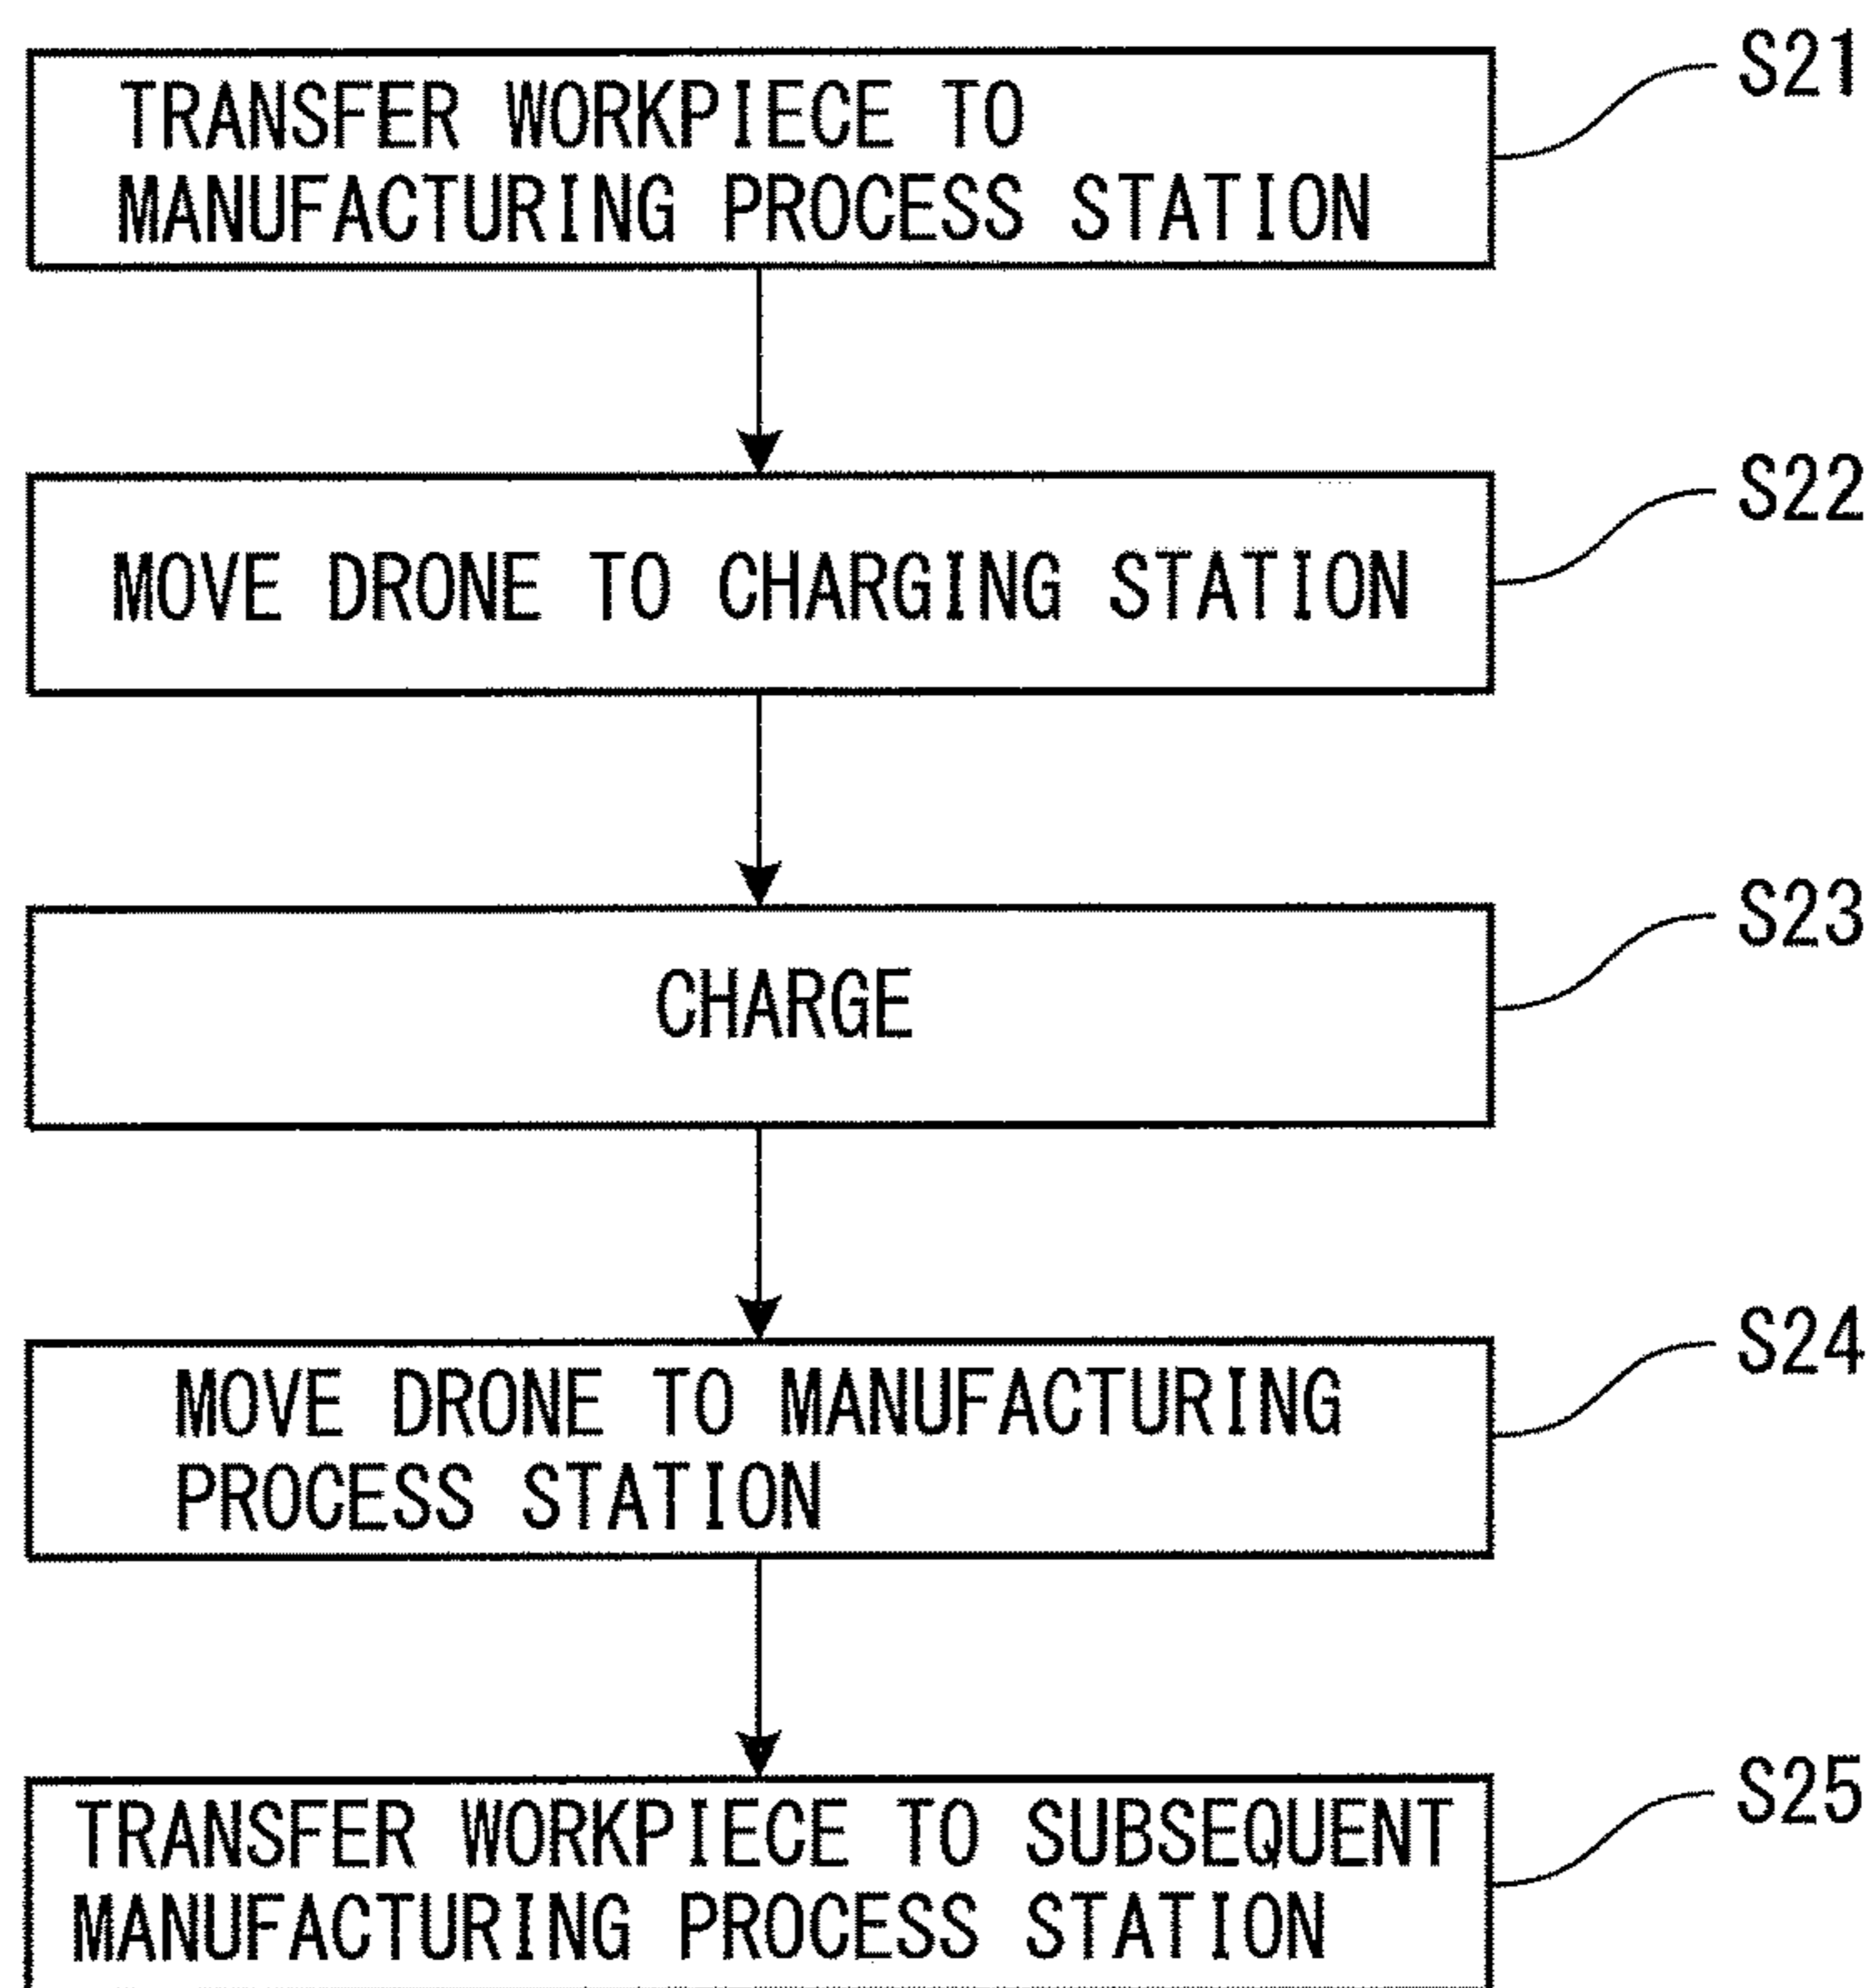 TRANSFER WORKPIECE TO
MANUFACTURING PROCESS STATION
S21
MOVE DRONE TO CHARGING STATION
S22
CHARGE
S23
MOVE DRONE TO MANUFACTURING
PROCESS STATION
S24
TRANSFER WORKPIECE TO SUBSEQUENT
MANUFACTURING PROCESS STATION
S25